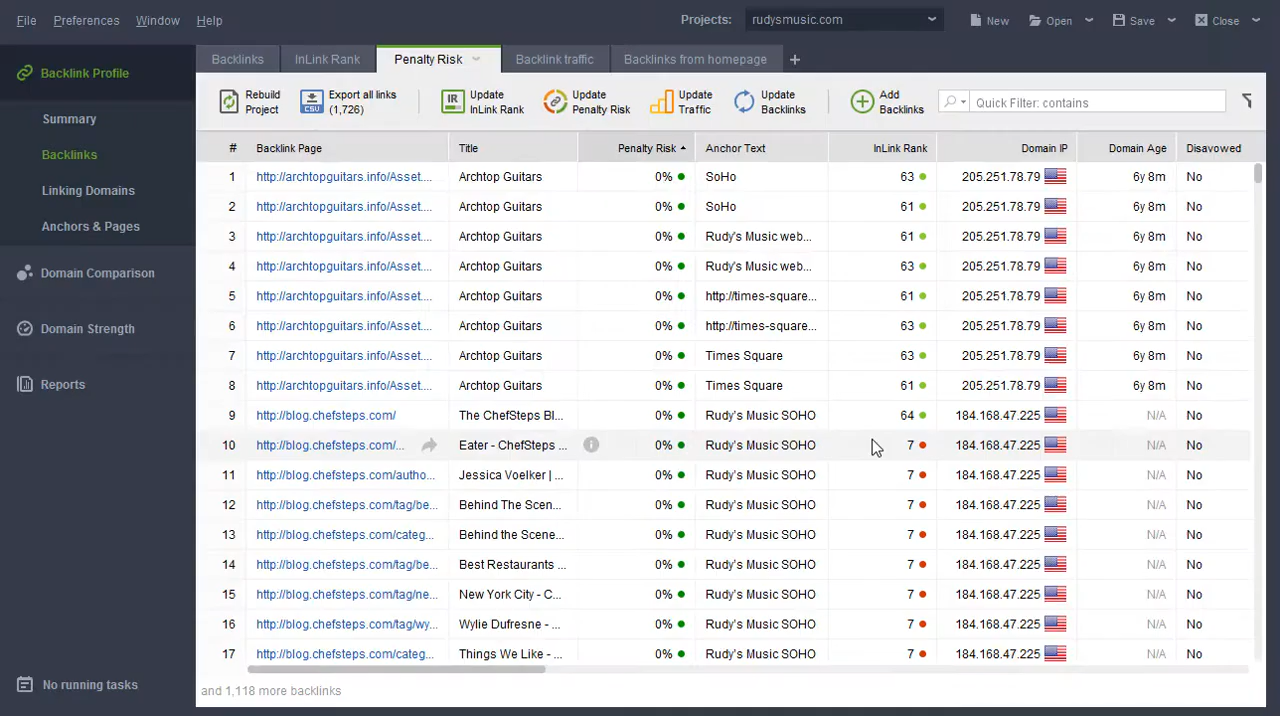 File Preferences Window Help Projects: rudysmusic.com New Open Save Close
Backlink Profile
Summary
Backlinks
Linking Domains
Anchors & Pages
Domain Comparison
Domain Strength
Reports
No running tasks
Backlinks InLink Rank Penalty Risk Backlink traffic Backlinks from homepage +
Rebuild Project Export all links (1,726) Update InLink Rank Update Penalty Risk Update Traffic Update Backlinks Add Backlinks Quick Filter: contains
# Backlink Page Title Penalty Risk Anchor Text InLink Rank Domain IP Domain Age Disavowed
1 http://archtopguitars.info/Asset.... Archtop Guitars 0% SoHo 63 205.251.78.79 6y 8m No
2 http://archtopguitars.info/Asset.... Archtop Guitars 0% SoHo 61 205.251.78.79 6y 8m No
3 http://archtopguitars.info/Asset.... Archtop Guitars 0% Rudy's Music web... 61 205.251.78.79 6y 8m No
4 http://archtopguitars.info/Asset.... Archtop Guitars 0% Rudy's Music web... 63 205.251.78.79 6y 8m No
5 http://archtopguitars.info/Asset.... Archtop Guitars 0% http://times-square... 61 205.251.78.79 6y 8m No
6 http://archtopguitars.info/Asset.... Archtop Guitars 0% http://times-square... 63 205.251.78.79 6y 8m No
7 http://archtopguitars.info/Asset.... Archtop Guitars 0% Times Square 63 205.251.78.79 6y 8m No
8 http://archtopguitars.info/Asset.... Archtop Guitars 0% Times Square 61 205.251.78.79 6y 8m No
9 http://blog.chefsteps.com/ The ChefSteps Bl... 0% Rudy's Music SOHO 64 184.168.47.225 N/A No
10 http://blog.chefsteps.com/... Eater - ChefSteps ... 0% Rudy's Music SOHO 7 184.168.47.225 N/A No
11 http://blog.chefsteps.com/autho... Jessica Voelker | ... 0% Rudy's Music SOHO 7 184.168.47.225 N/A No
12 http://blog.chefsteps.com/tag/be... Behind The Scen... 0% Rudy's Music SOHO 7 184.168.47.225 N/A No
13 http://blog.chefsteps.com/categ... Behind the Scene... 0% Rudy's Music SOHO 7 184.168.47.225 N/A No
14 http://blog.chefsteps.com/tag/be... Best Restaurants ... 0% Rudy's Music SOHO 7 184.168.47.225 N/A No
15 http://blog.chefsteps.com/tag/ne... New York City - C... 0% Rudy's Music SOHO 7 184.168.47.225 N/A No
16 http://blog.chefsteps.com/tag/wy... Wylie Dufresne - ... 0% Rudy's Music SOHO 7 184.168.47.225 N/A No
17 http://blog.chefsteps.com/categ... Things We Like - ... 0% Rudy's Music SOHO 7 184.168.47.225 N/A No
and 1,118 more backlinks